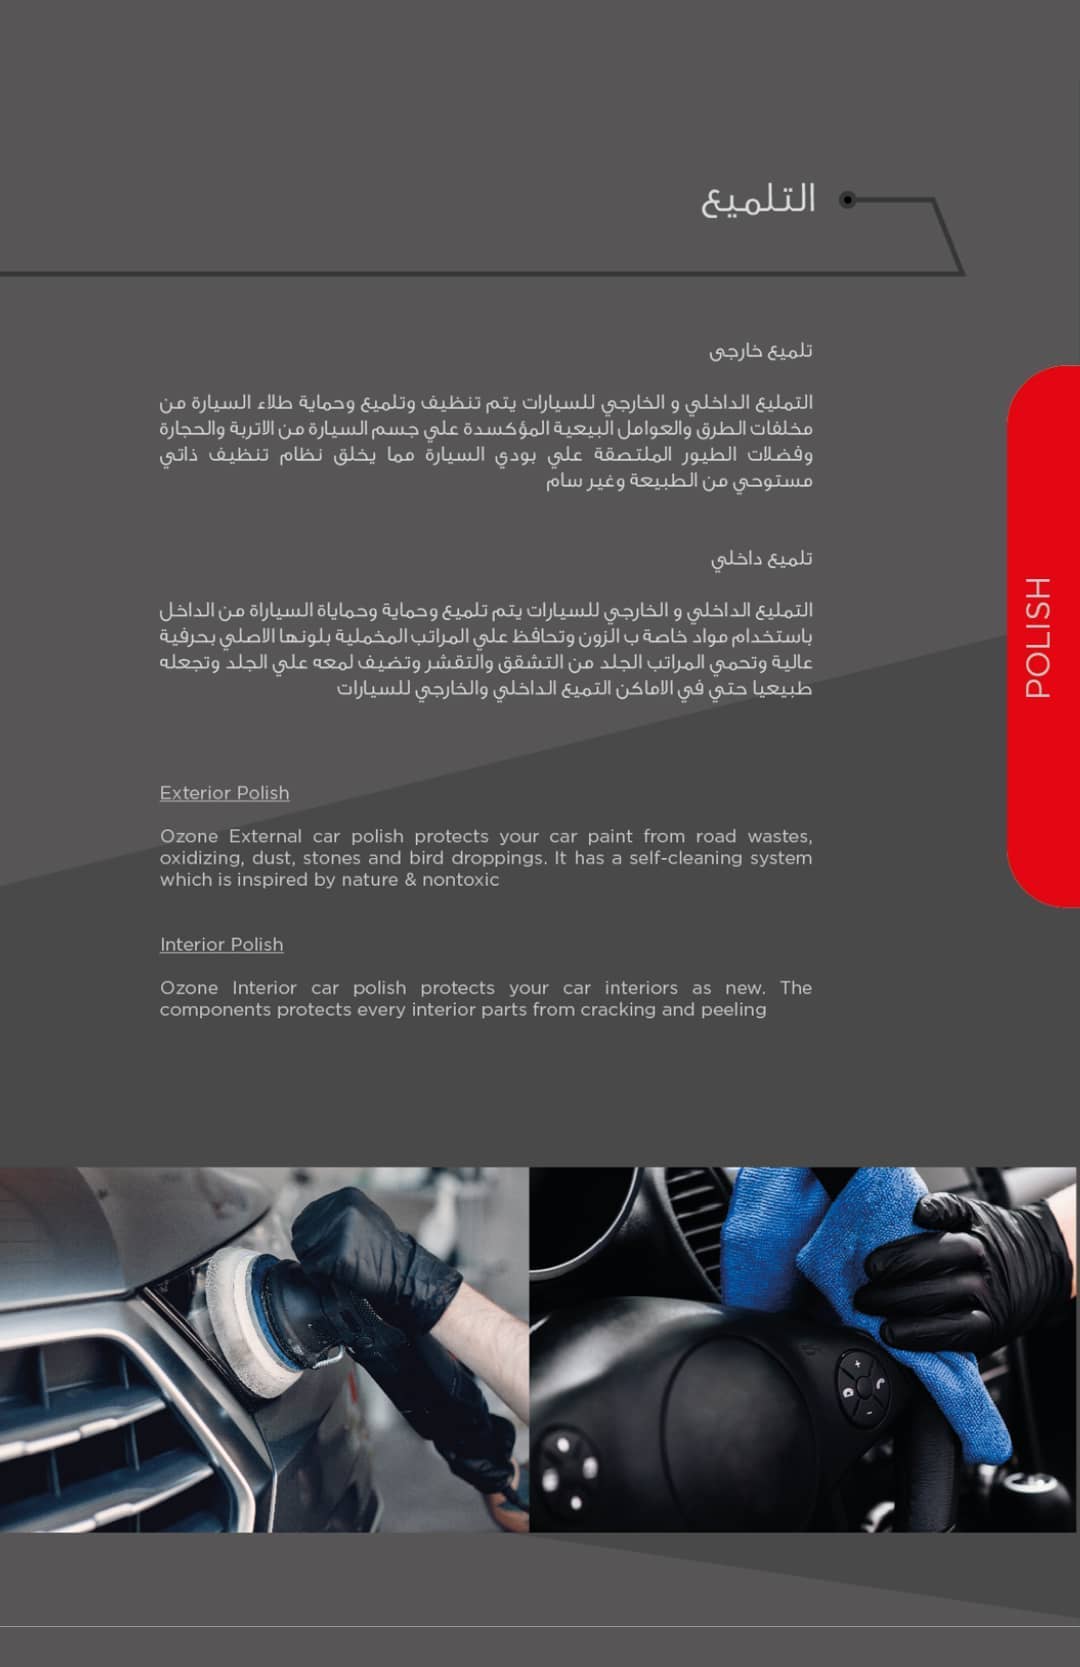 التلميع
تلميع خارجى
التمليع الداخلي و الخارجي للسيارات يتم تنظيف وتلميع وحماية طلاء السيارة من
مخلفات الطرق والعوامل البيعية المؤكسدة علي جسم السيارة من الاتربة والحجارة
وفضلات الطيور الملتصقة علي بودي السيارة مما يخلق نظام تنظيف ذاتي
مستوحي من الطبيعة وغير سام
تلميع داخلي
التمليع الداخلي و الخارجي للسيارات يتم تلميع وحماية وحماياة السياراة من الداخل
باستخدام مواد خاصة ب الزون وتحافظ علي المراتب المخملية بلونها الاصلي بحرفية
عالية وتحمي المراتب الجلد من التشقق والتقشر وتضيف لمعه علي الجلد وتجعله
طبيعيا حتي في الاماكن التميع الداخلي والخارجي للسيارات
POLISH
Exterior Polish
Ozone External car polish protects your car paint from road wastes,
oxidizing, dust, stones and bird droppings. It has a self-cleaning system
which is inspired by nature & nontoxic
Interior Polish
Ozone Interior car polish protects your car interiors as new. The
components protects every interior parts from cracking and peeling